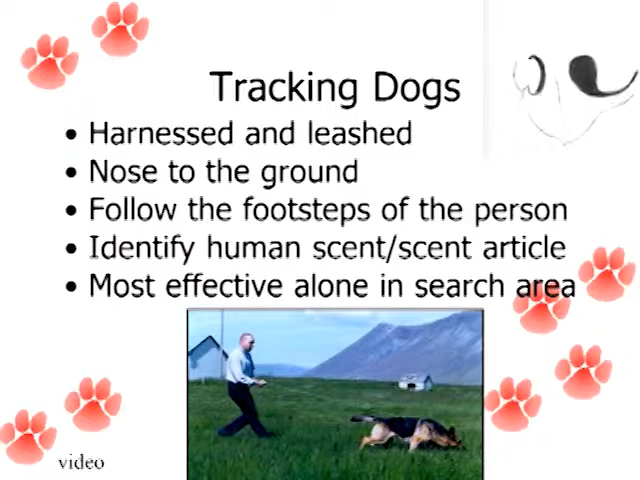 Tracking Dogs
• Harnessed and leashed
• Nose to the ground
• Follow the footsteps of the person
• Identify human scent/scent article
• Most effective alone in search area
video